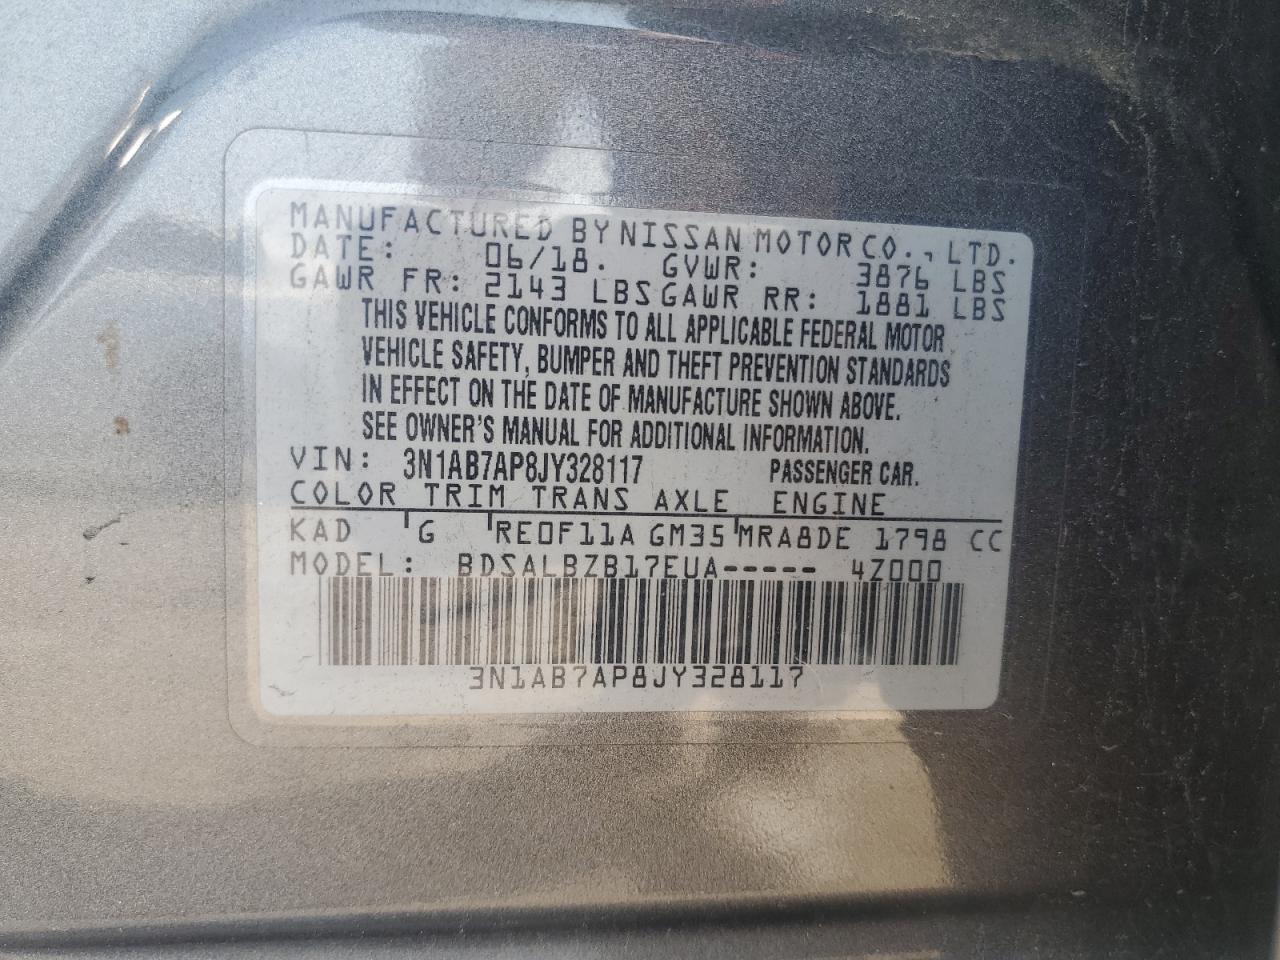 MANUFACTURED BY NISSAN MOTOR CO., LTD.
DATE: 06/18. GVWR: 3876 LBS
GAWR FR: 2143 LBS GAWR RR: 1881 LBS
THIS VEHICLE CONFORMS TO ALL APPLICABLE FEDERAL MOTOR
VEHICLE SAFETY, BUMPER AND THEFT PREVENTION STANDARDS
IN EFFECT ON THE DATE OF MANUFACTURE SHOWN ABOVE.
SEE OWNER'S MANUAL FOR ADDITIONAL INFORMATION.
VIN: 3N1AB7AP8JY328117 PASSENGER CAR.
COLOR TRIM TRANS AXLE ENGINE
KAD G RE0F11A GM35 MRA8DE 1798 CC
MODEL: BDSALBZB17EUA----- 4Z000
3N1AB7AP8JY328117